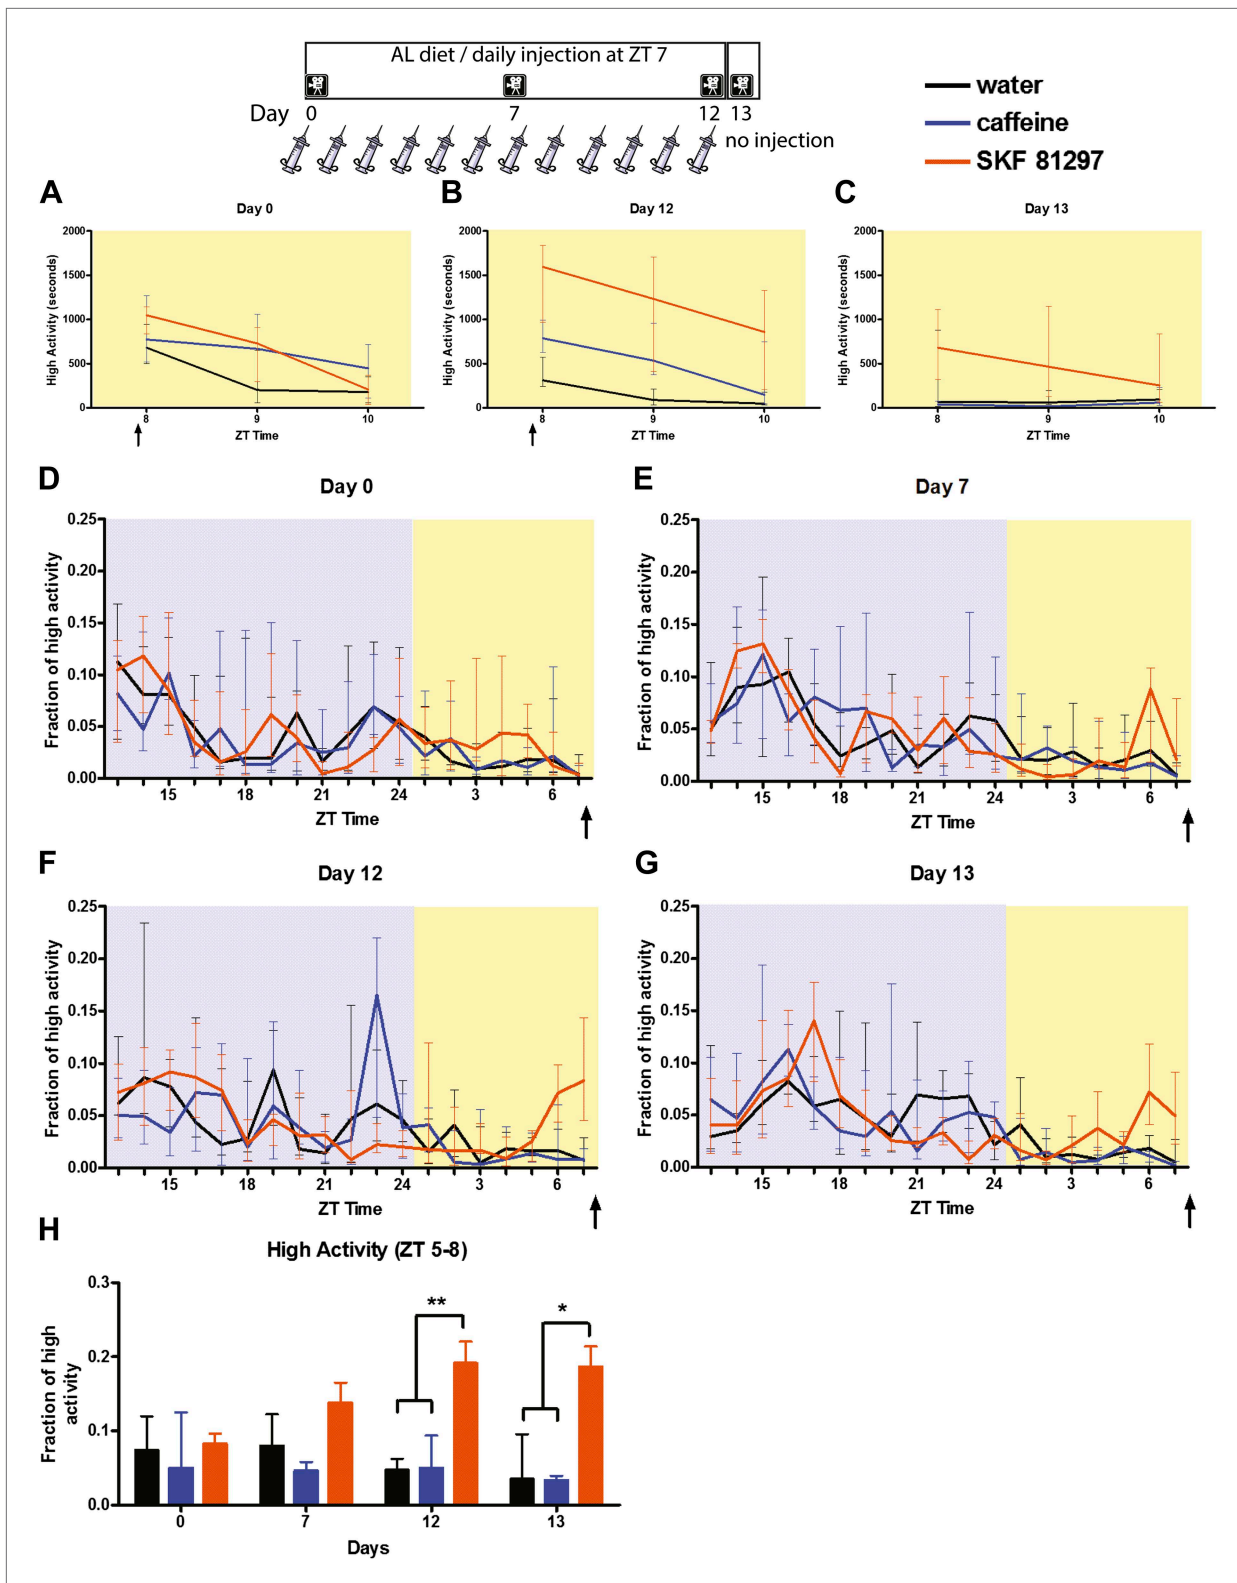 AL diet / daily injection at ZT 7
Day 0 7 12 13
no injection
water
caffeine
SKF 81297
A
Day 0
High Activity (seconds)
2000
1500
1000
500
0
8 9 10
ZT Time
B
Day 12
High Activity (seconds)
2000
1500
1000
500
0
8 9 10
ZT Time
C
Day 13
High Activity (seconds)
2000
1500
1000
500
0
8 9 10
ZT Time
D
Day 0
Fraction of high activity
0.25
0.20
0.15
0.10
0.05
0.00
15 18 21 24 3 6
ZT Time
E
Day 7
Fraction of high activity
0.25
0.20
0.15
0.10
0.05
0.00
15 18 21 24 3 6
ZT Time
F
Day 12
Fraction of high activity
0.25
0.20
0.15
0.10
0.05
0.00
15 18 21 24 3 6
ZT Time
G
Day 13
Fraction of high activity
0.25
0.20
0.15
0.10
0.05
0.00
15 18 21 24 3 6
ZT Time
H
High Activity (ZT 5-8)
Fraction of high
activity
0.3
0.2
0.1
0.0
** 
*
0 7 12 13
Days